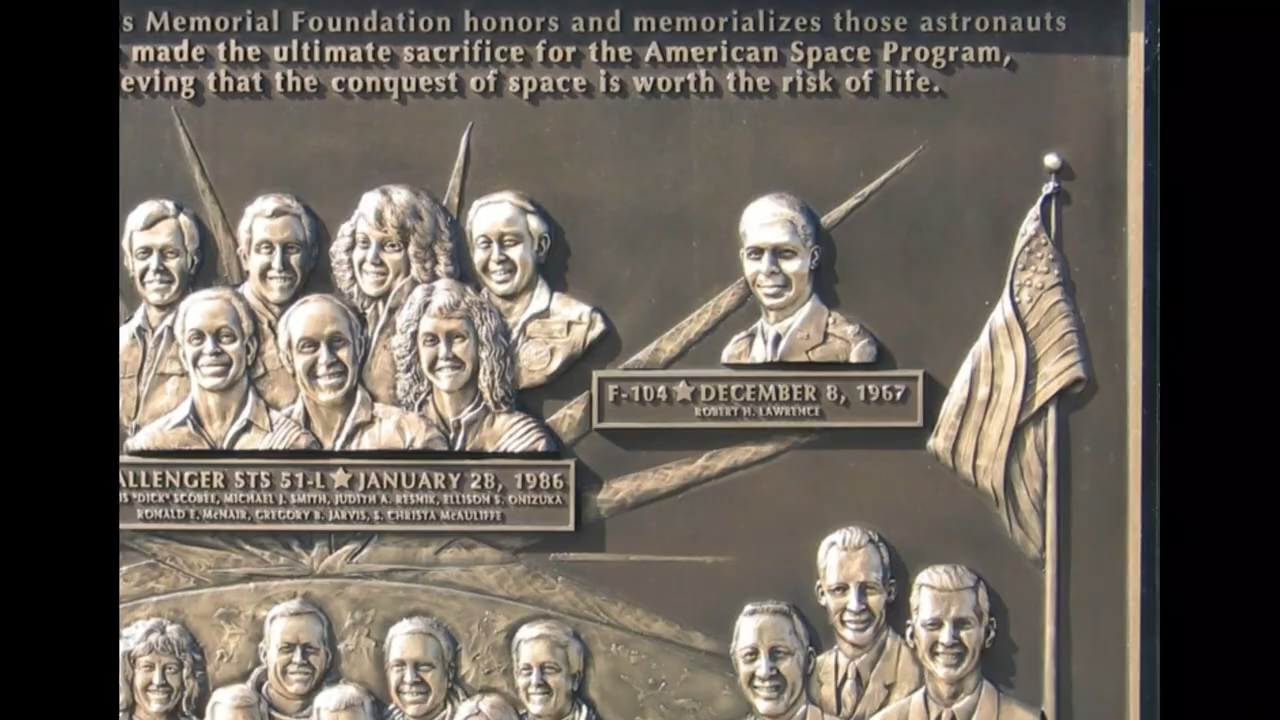 s Memorial Foundation honors and memorializes those astronauts
made the ultimate sacrifice for the American Space Program,
eving that the conquest of space is worth the risk of life.
F-104 ★ DECEMBER 8, 1967
ROBERT H. LAWRENCE
ALLENGER STS 51-L ★ JANUARY 28, 1986
IS "DICK" SCOBEE, MICHAEL J. SMITH, JUDITH A. RESNIK, ELLISON S. ONIZUKA
RONALD E. McNAIR, GREGORY B. JARVIS, S. CHRISTA McAULIFFE